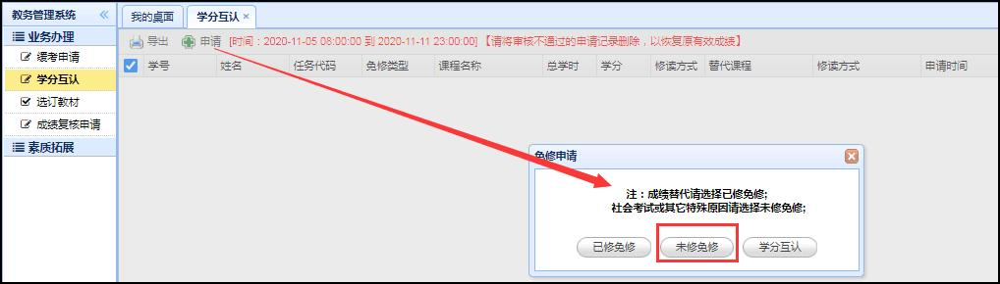 教务管理系统
我的桌面
学分互认
业务办理
缓考申请
学分互认
选订教材
成绩复核申请
素质拓展
导出 申请 [时间：2020-11-05 08:00:00 到 2020-11-11 23:00:00] 【请将审核不通过的申请记录删除，以恢复原有效成绩】
学号 姓名 任务代码 免修类型 课程名称 总学时 学分 修读方式 替代课程 修读方式 申请时间
免修申请
注：成绩替代请选择已修免修;
社会考试或其它特殊原因请选择未修免修;
已修免修 未修免修 学分互认